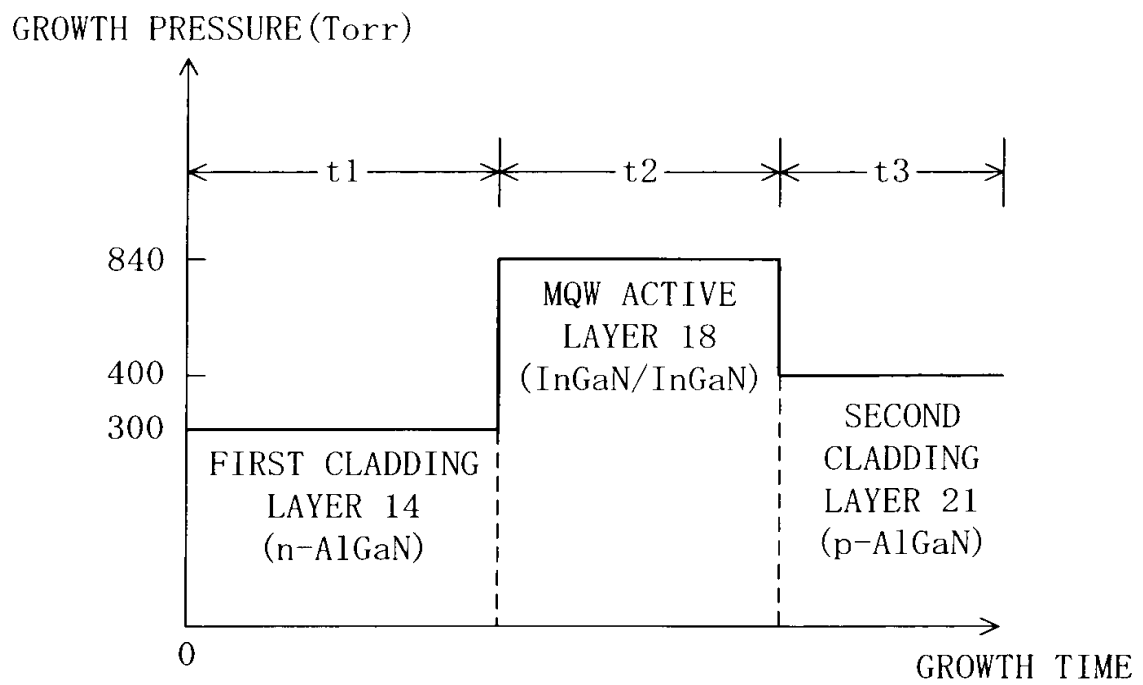 GROWTH PRESSURE(Torr)
t1
t2
t3
840
400
300
MQW ACTIVE
LAYER 18
(InGaN/InGaN)
FIRST CLADDING
LAYER 14
(n-AlGaN)
SECOND
CLADDING
LAYER 21
(p-AlGaN)
0
GROWTH TIME